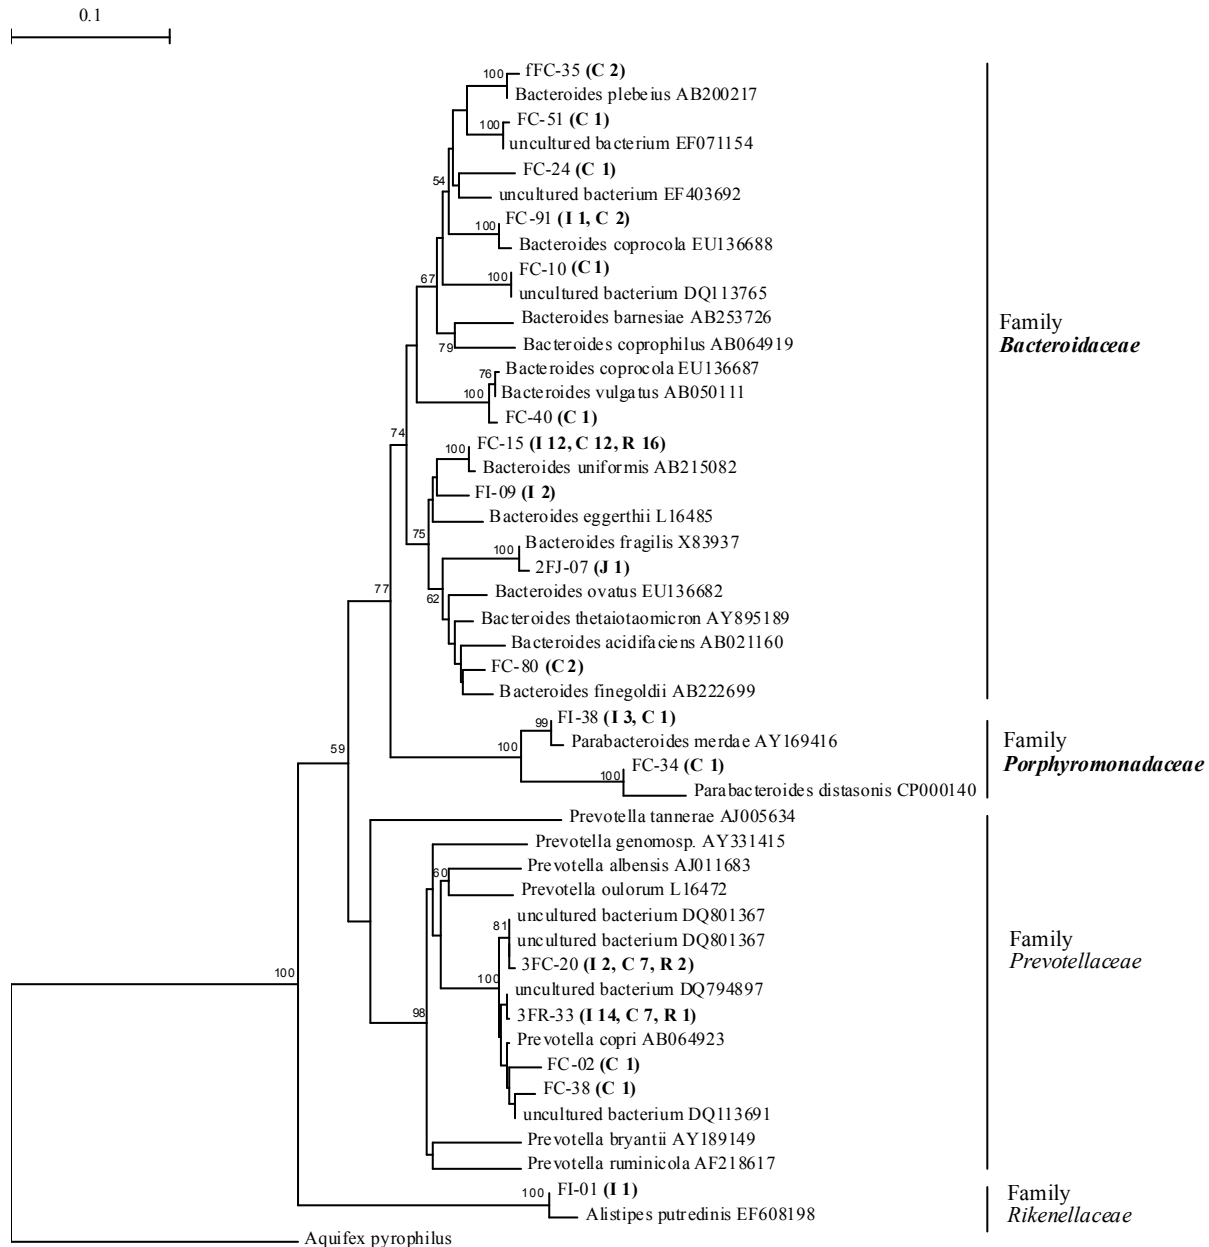 0.1
100
fFC-35 (C 2)
Bacteroides plebeius AB200217
100
FC-51 (C 1)
uncultured bacterium EF071154
FC-24 (C 1)
54
uncultured bacterium EF403692
FC-91 (I 1, C 2)
100
Bacteroides coprocola EU136688
FC-10 (C 1)
67
100
uncultured bacterium DQ113765
Bacteroides barnesiae AB253726
79
Bacteroides coprophilus AB064919
Family
Bacteroidaceae
Bacteroides coprocola EU136687
76
Bacteroides vulgatus AB050111
100
FC-40 (C 1)
74
FC-15 (I 12, C 12, R 16)
100
Bacteroides uniformis AB215082
FI-09 (I 2)
Bacteroides eggerthii L16485
75
Bacteroides fragilis X83937
100
2FJ-07 (J 1)
77
Bacteroides ovatus EU136682
62
Bacteroides thetaiotaomicron AY895189
Bacteroides acidifaciens AB021160
FC-80 (C 2)
Bacteroides finegoldii AB222699
FI-38 (I 3, C 1)
99
Parabacteroides merdae AY169416
59
100
FC-34 (C 1)
100
Parabacteroides distasonis CP000140
Family
Porphyromonadaceae
Prevotella tannerae AJ005634
Prevotella genomosp. AY331415
Prevotella albensis AJ011683
60
Prevotella oulorum L16472
uncultured bacterium DQ801367
81
uncultured bacterium DQ801367
3FC-20 (I 2, C 7, R 2)
100
100
uncultured bacterium DQ794897
98
3FR-33 (I 14, C 7, R 1)
Prevotella copri AB064923
FC-02 (C 1)
FC-38 (C 1)
uncultured bacterium DQ113691
Prevotella bryantii AY189149
Prevotella ruminicola AF218617
Family
Prevotellaceae
FI-01 (I 1)
100
Alistipes putredinis EF608198
Family
Rikenellaceae
Aquifex pyrophilus